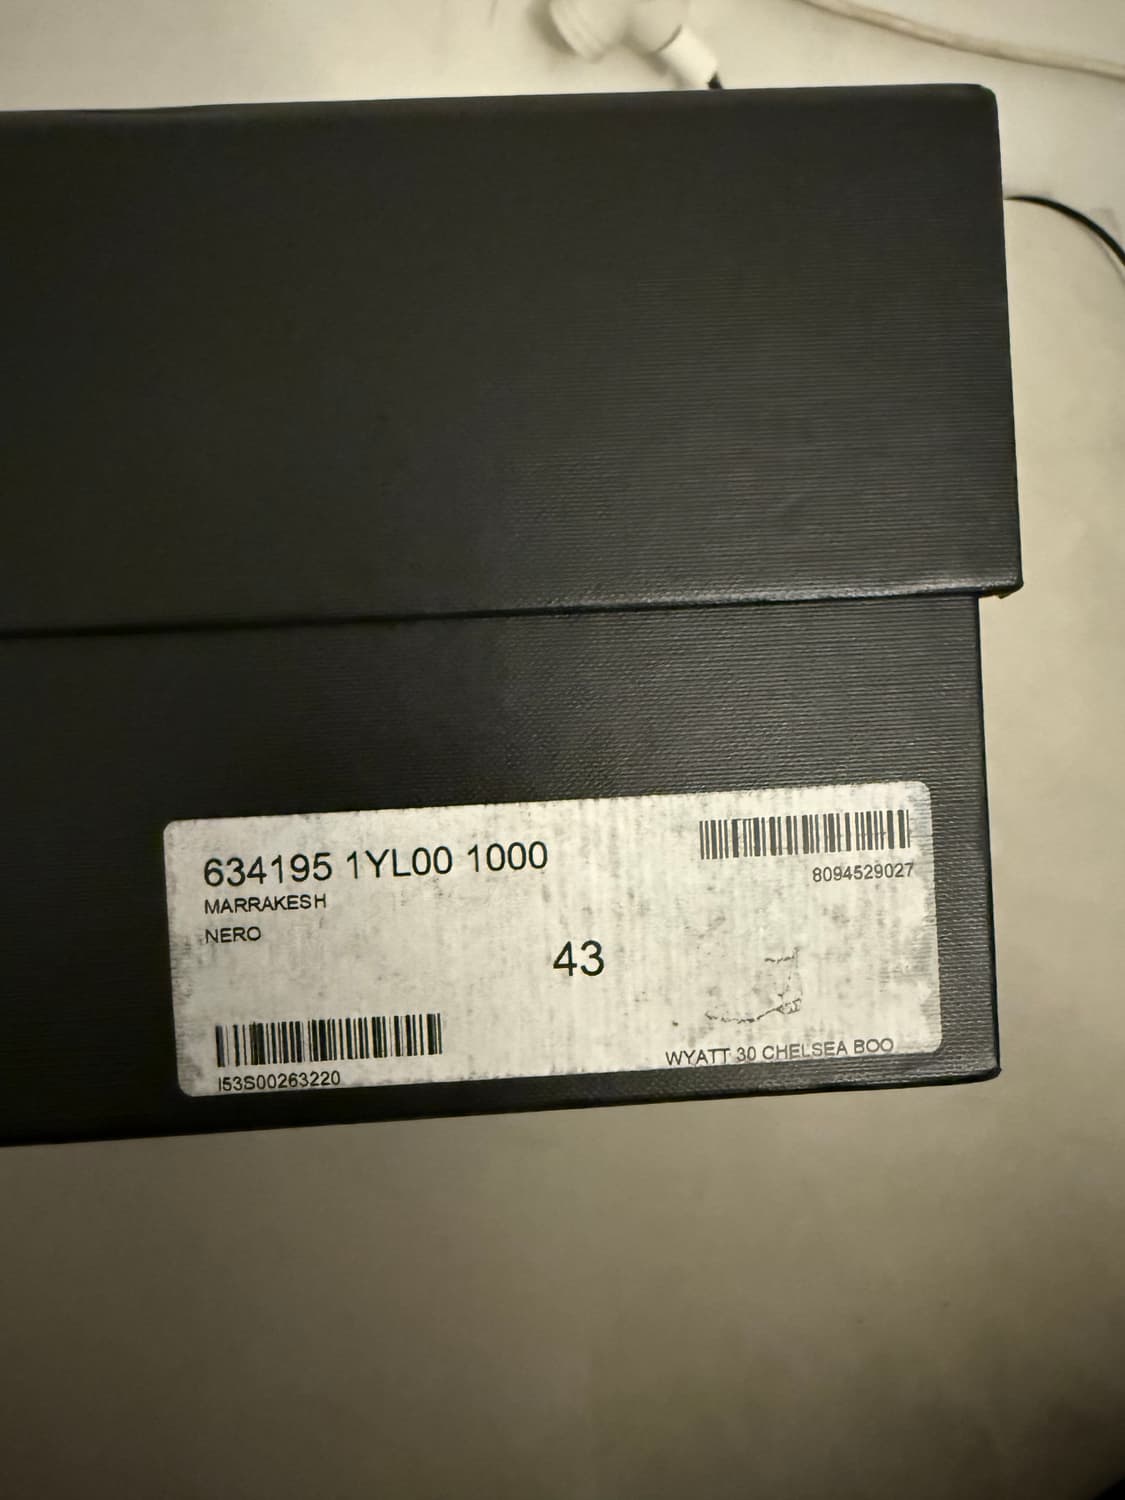 634195 1YL00 1000
MARRAKESH
NERO
8094529027
43
I53S00263220
WYATT 30 CHELSEA BOO